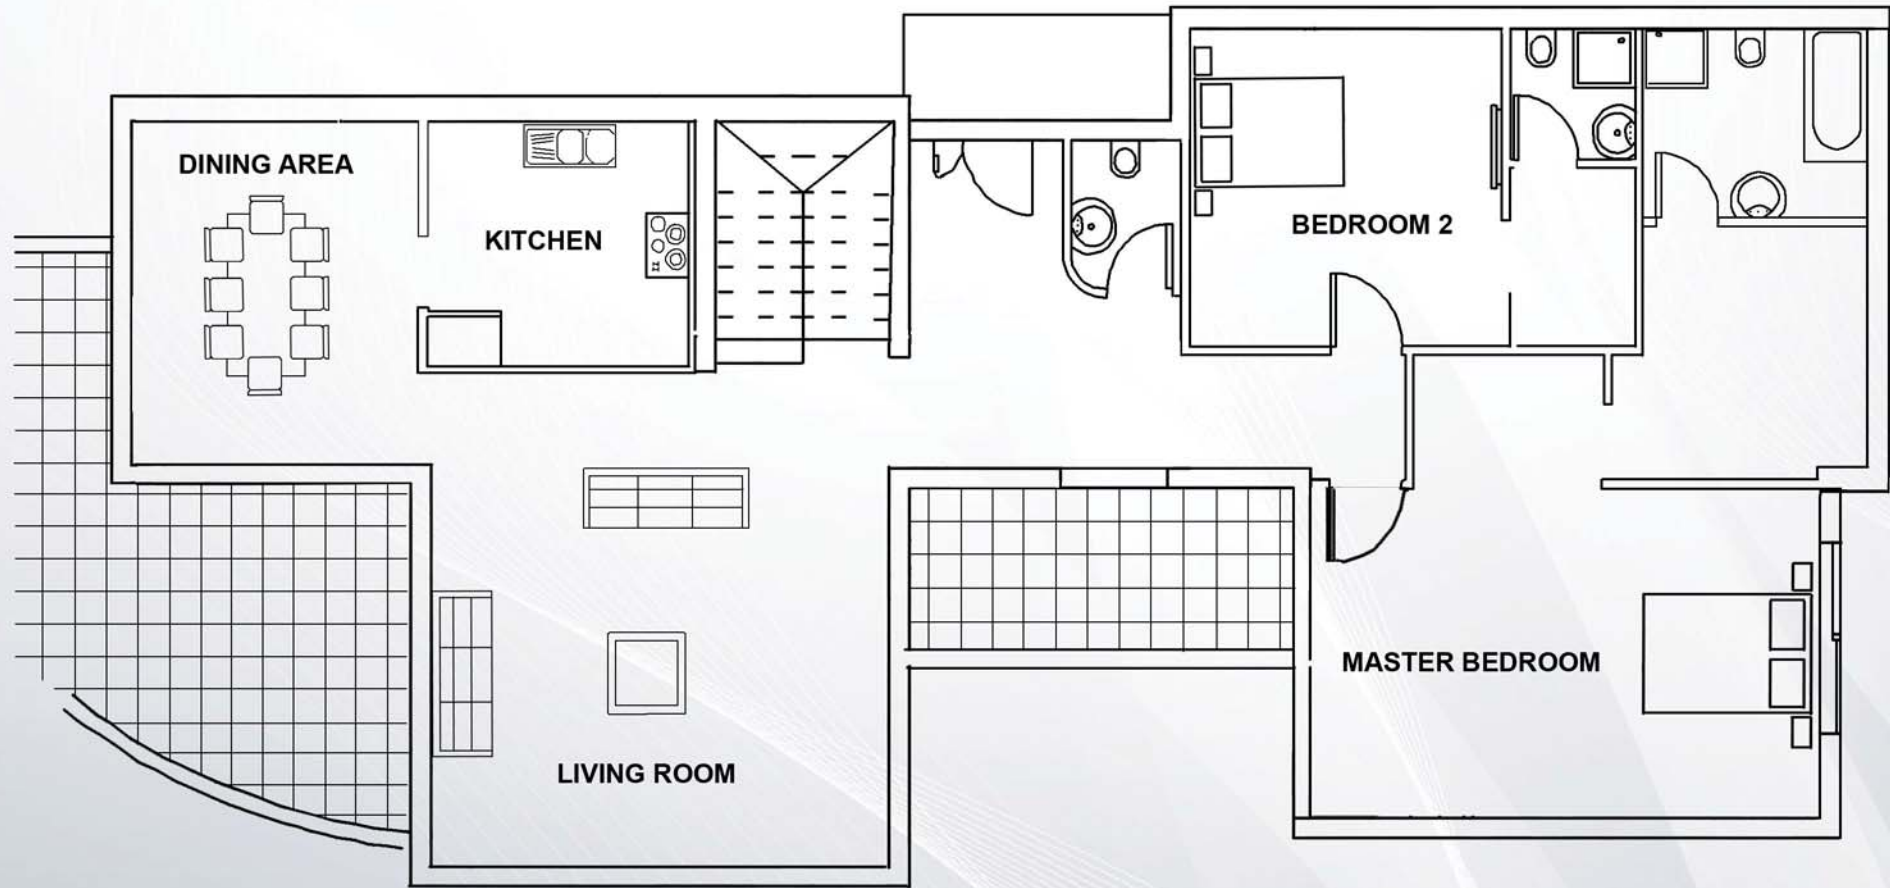 DINING AREA
KITCHEN
BEDROOM 2
MASTER BEDROOM
LIVING ROOM